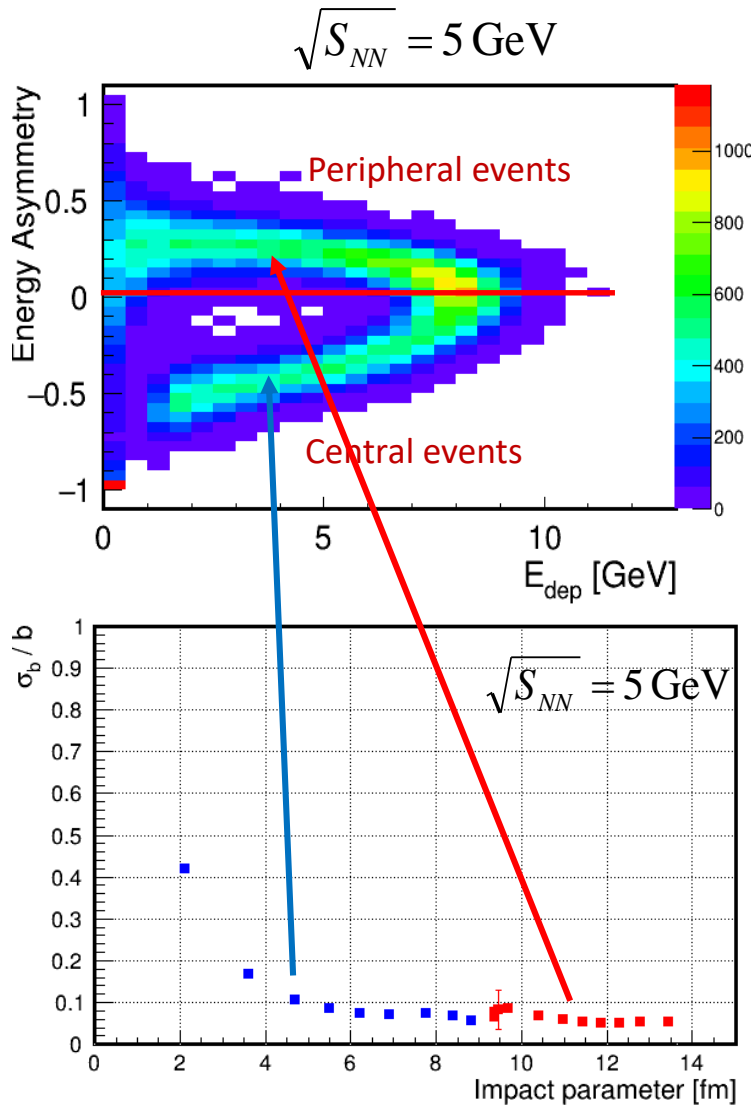 √S_NN = 5 GeV
Energy Asymmetry
1
0.5
0
−0.5
−1
Peripheral events
Central events
1000
800
600
400
200
0
0 5 10
E_dep [GeV]
σ_b / b
1
0.9
0.8
0.7
0.6
0.5
0.4
0.3
0.2
0.1
0
√S_NN = 5 GeV
0 2 4 6 8 10 12 14
Impact parameter [fm]